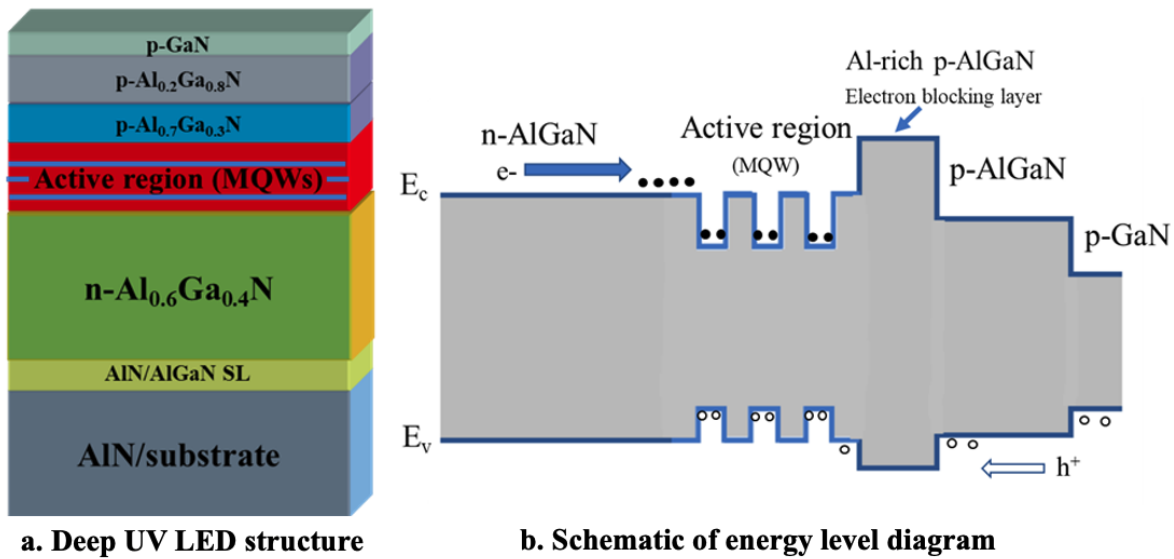 p-GaN
p-Al0.2Ga0.8N
p-Al0.7Ga0.3N
Active region (MQWs)
n-Al0.6Ga0.4N
AlN/AlGaN SL
AlN/substrate
a. Deep UV LED structure
Al-rich p-AlGaN
Electron blocking layer
n-AlGaN
e-
Active region
(MQW)
p-AlGaN
p-GaN
Ec
Ev
h+
b. Schematic of energy level diagram